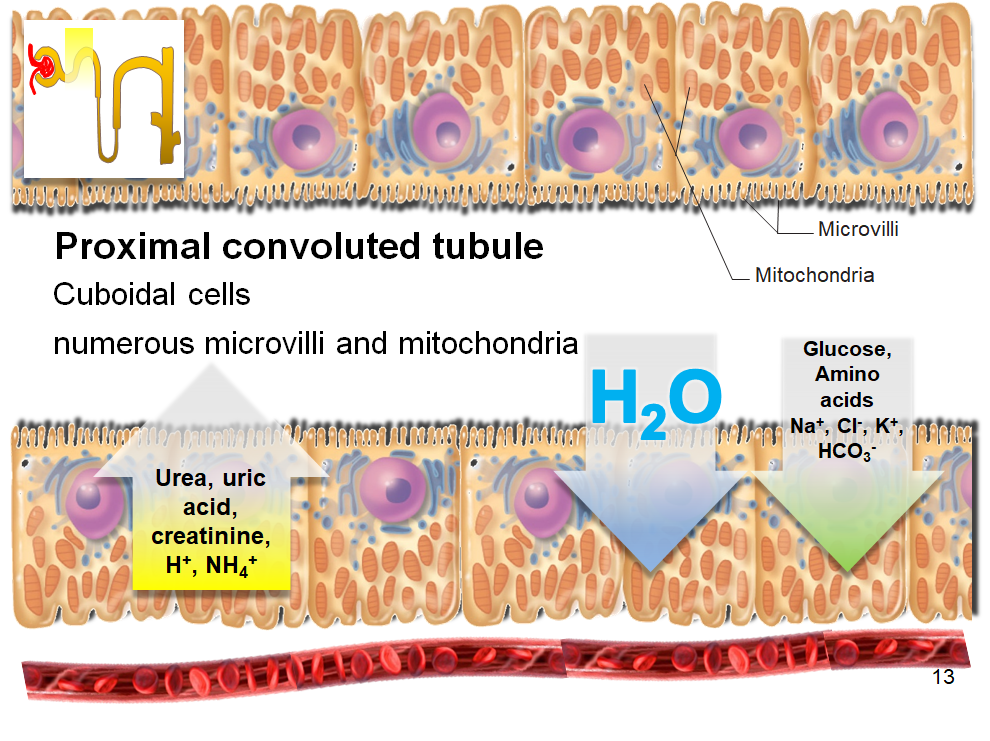 Microvilli
Proximal convoluted tubule
Mitochondria
Cuboidal cells
numerous microvilli and mitochondria
Glucose,
Amino
acids
Na⁺, Cl⁻, K⁺,
HCO₃⁻
H₂O
Urea, uric
acid,
creatinine,
H⁺, NH₄⁺
13